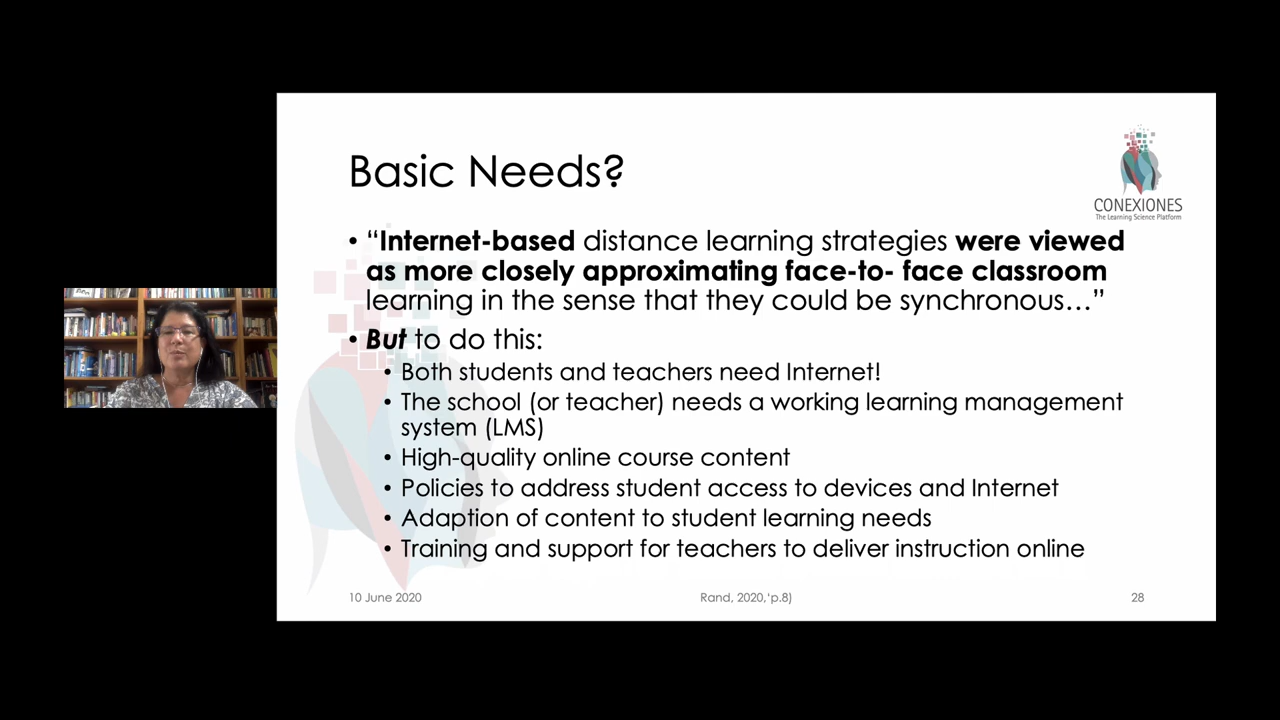 Basic Needs?
CONEXIONES
The Learning Science Platform
• “Internet-based distance learning strategies were viewed
as more closely approximating face-to- face classroom
learning in the sense that they could be synchronous…”
• But to do this:
• Both students and teachers need Internet!
• The school (or teacher) needs a working learning management
system (LMS)
• High-quality online course content
• Policies to address student access to devices and Internet
• Adaption of content to student learning needs
• Training and support for teachers to deliver instruction online
10 June 2020
Rand, 2020,‘p.8)
28